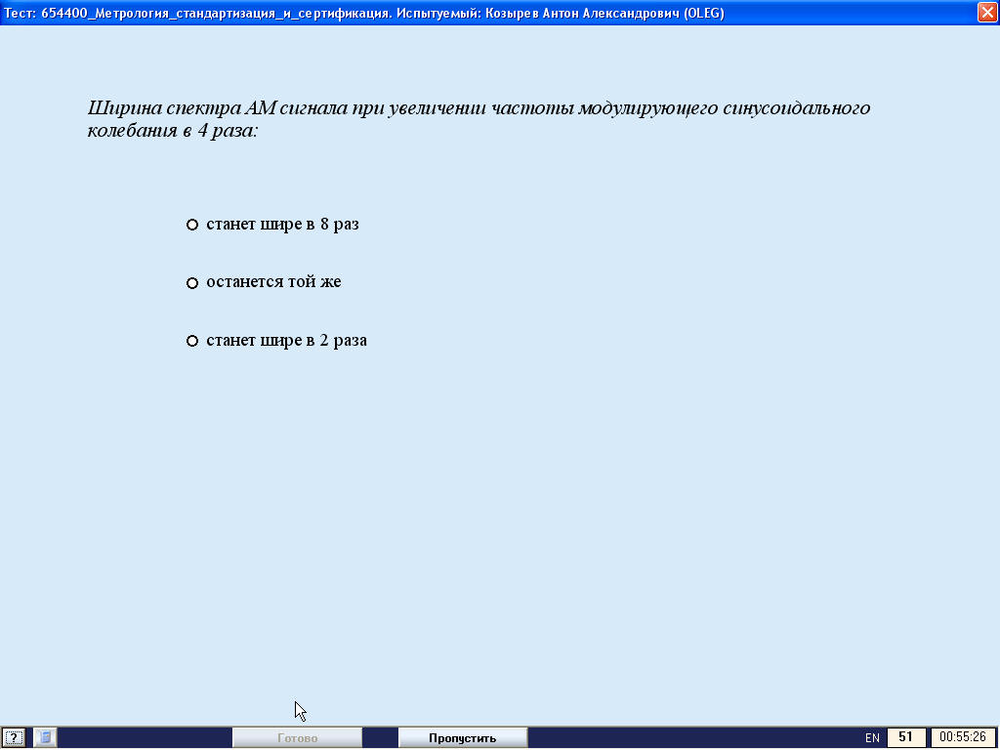 Тест: 654400_Метрология_стандартизация_и_сертификация. Испытуемый: Козырев Антон Александрович (OLEG)
Ширина спектра АМ сигнала при увеличении частоты модулирующего синусоидального
колебания в 4 раза:
станет шире в 8 раз
останется той же
станет шире в 2 раза
? Готово Пропустить EN 51 00:55:26